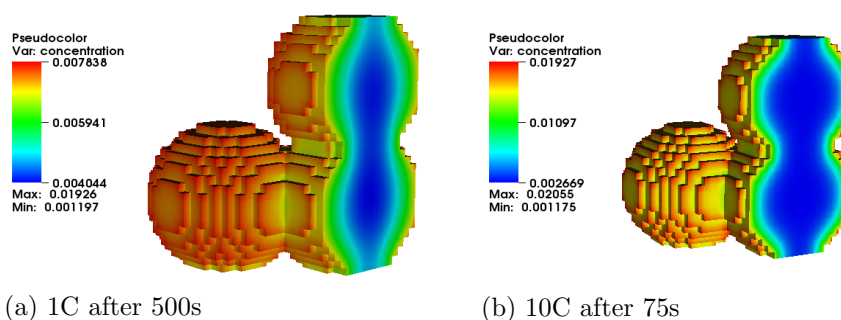 Pseudocolor
Var: concentration
0.007838
0.005941
0.004044
Max: 0.01926
Min: 0.001197
(a) 1C after 500s
Pseudocolor
Var: concentration
0.01927
0.01097
0.002669
Max: 0.02055
Min: 0.001175
(b) 10C after 75s